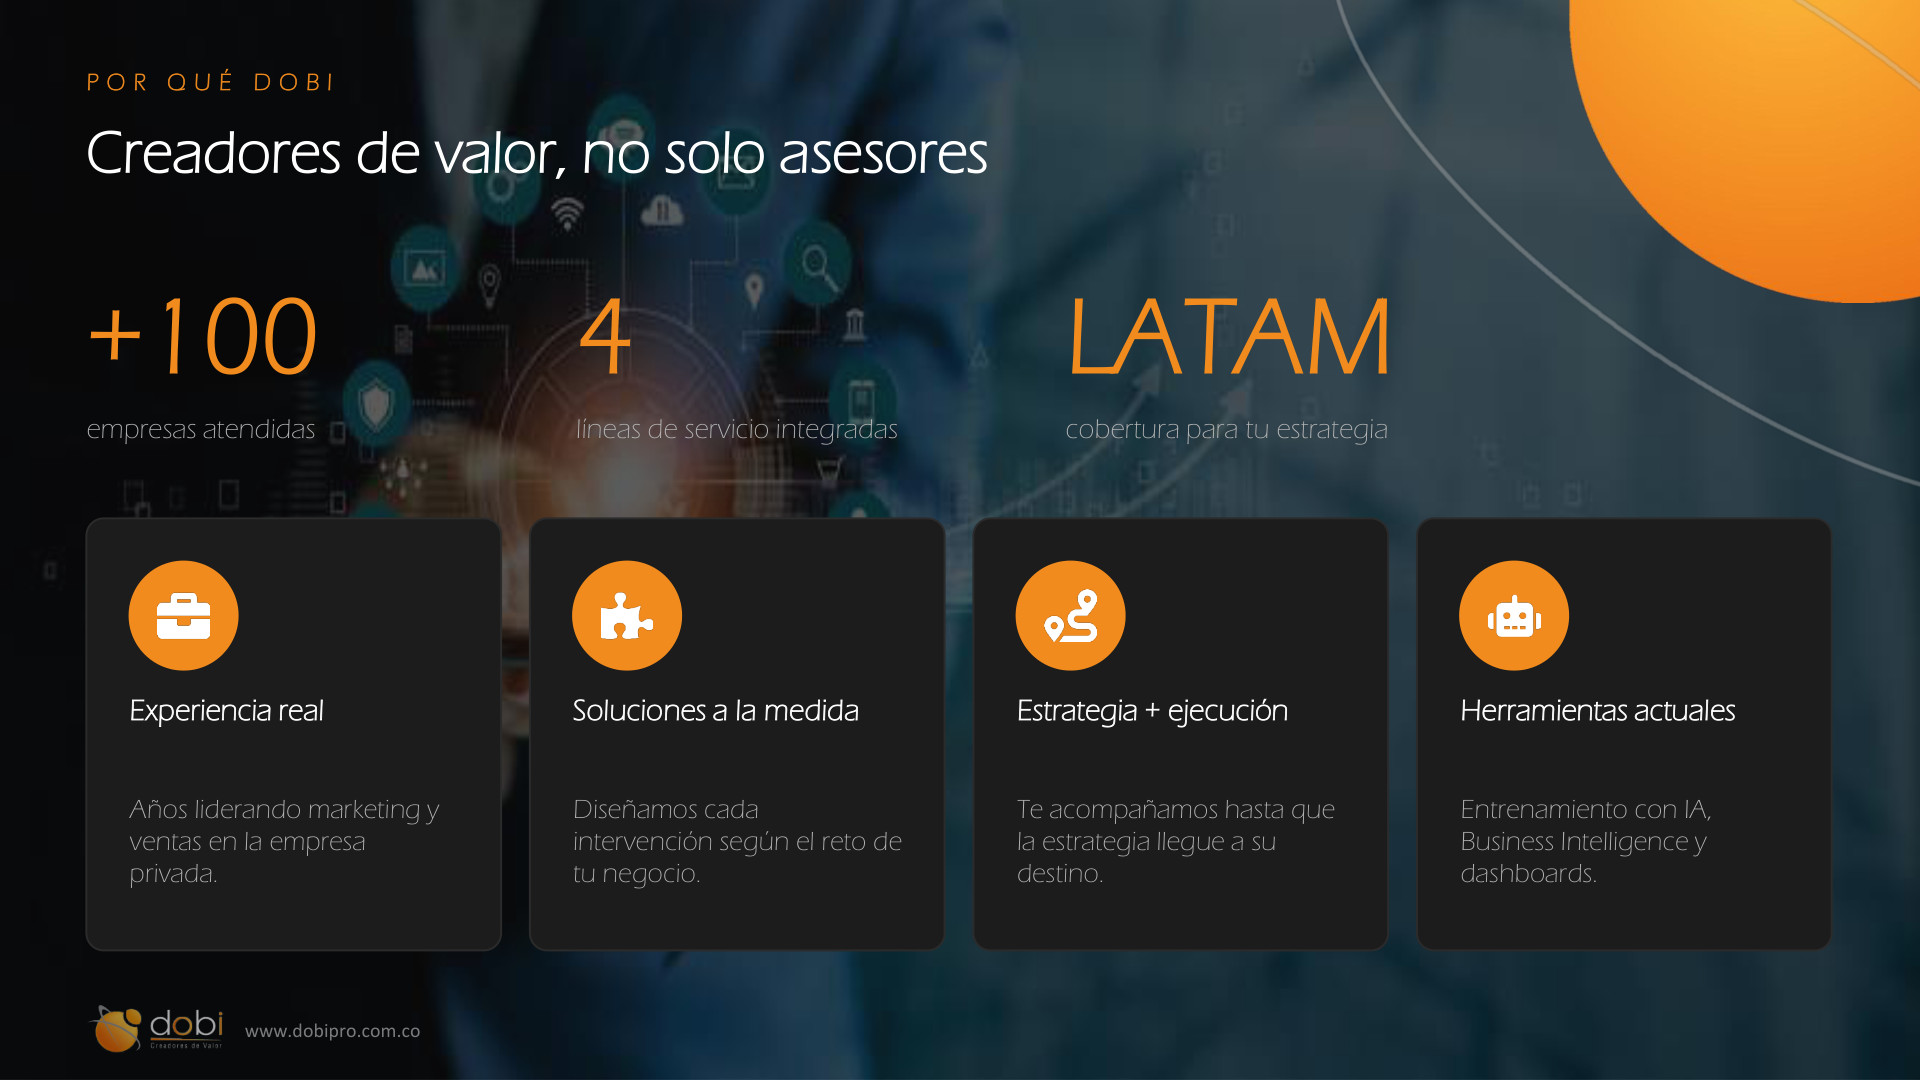 POR QUÉ DOBI
Creadores de valor, no solo asesores
+100
4
LATAM
empresas atendidas
líneas de servicio integradas
cobertura para tu estrategia
Experiencia real
Años liderando marketing y
ventas en la empresa
privada.
Soluciones a la medida
Diseñamos cada
intervención según el reto de
tu negocio.
Estrategia + ejecución
Te acompañamos hasta que
la estrategia llegue a su
destino.
Herramientas actuales
Entrenamiento con IA,
Business Intelligence y
dashboards.
dobi
Creadores de Valor
www.dobipro.com.co